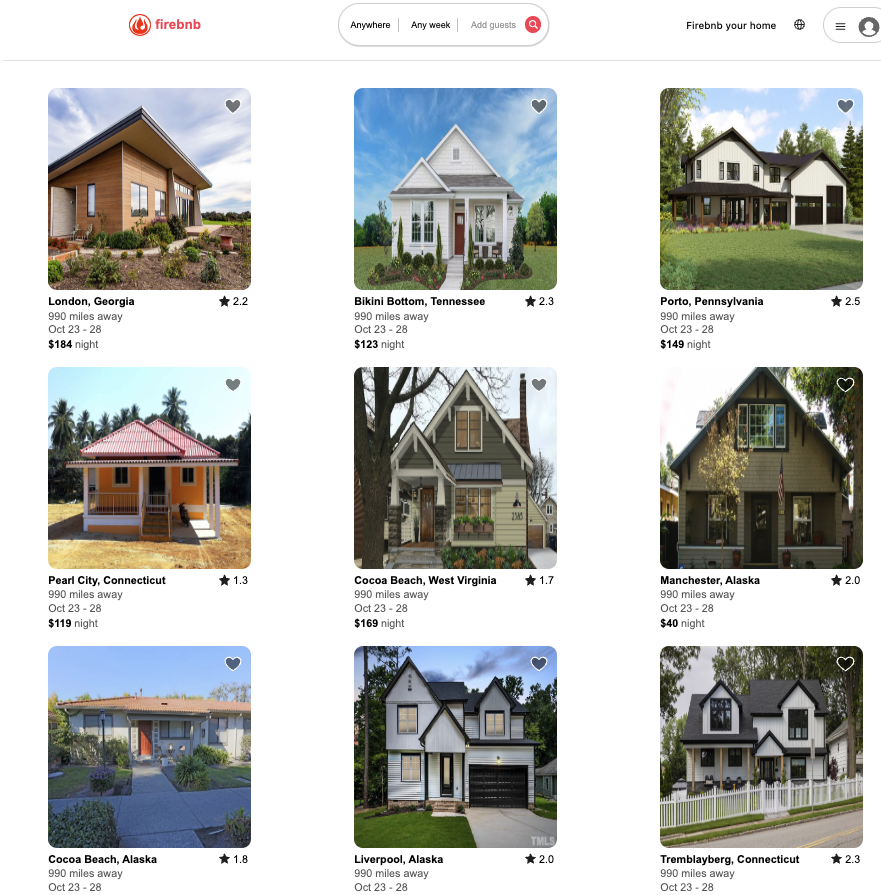 firebnb
Anywhere
Any week
Add guests
Firebnb your home
London, Georgia
2.2
990 miles away
Oct 23 - 28
$184 night
Bikini Bottom, Tennessee
2.3
990 miles away
Oct 23 - 28
$123 night
Porto, Pennsylvania
2.5
990 miles away
Oct 23 - 28
$149 night
Pearl City, Connecticut
1.3
990 miles away
Oct 23 - 28
$119 night
2385
Cocoa Beach, West Virginia
1.7
990 miles away
Oct 23 - 28
$169 night
Manchester, Alaska
2.0
990 miles away
Oct 23 - 28
$40 night
Cocoa Beach, Alaska
1.8
990 miles away
Oct 23 - 28
TMLS
Liverpool, Alaska
2.0
990 miles away
Oct 23 - 28
Tremblayberg, Connecticut
2.3
990 miles away
Oct 23 - 28